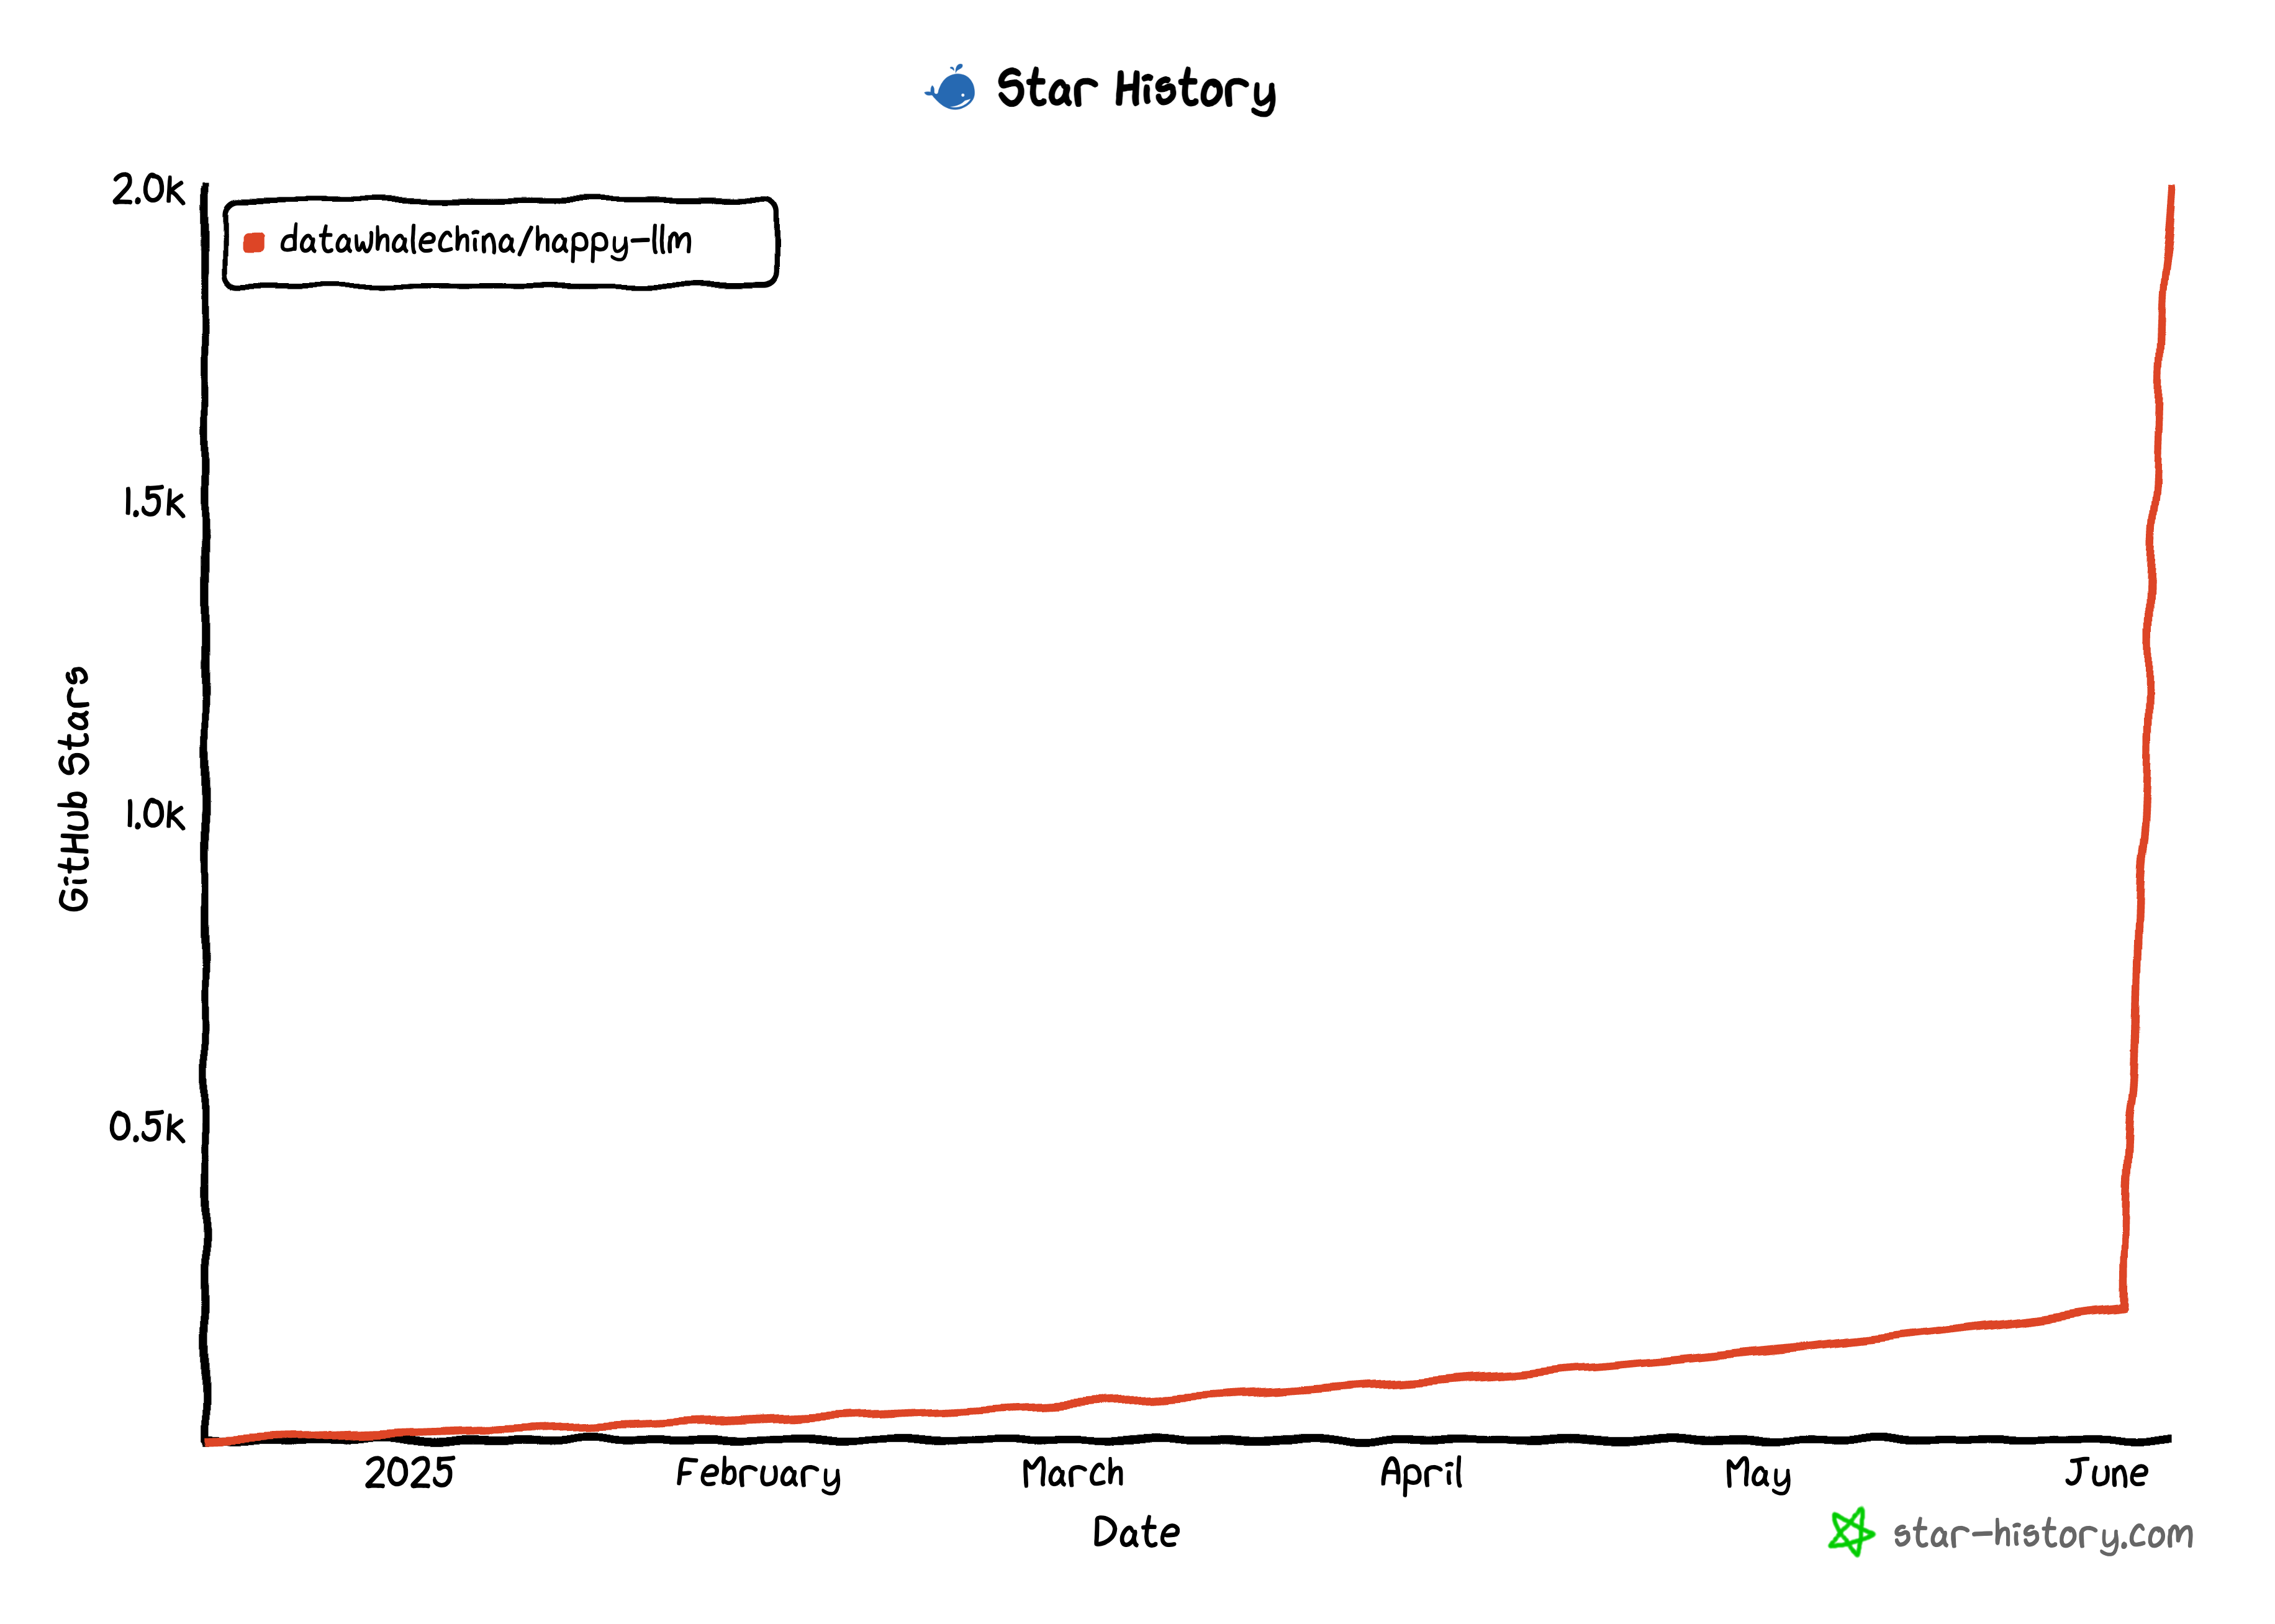 Star History
datawhalechina/happy-llm
2.0K
1.5K
1.0K
0.5K
GitHub Stars
2025 February March April May June
Date
star-history.com